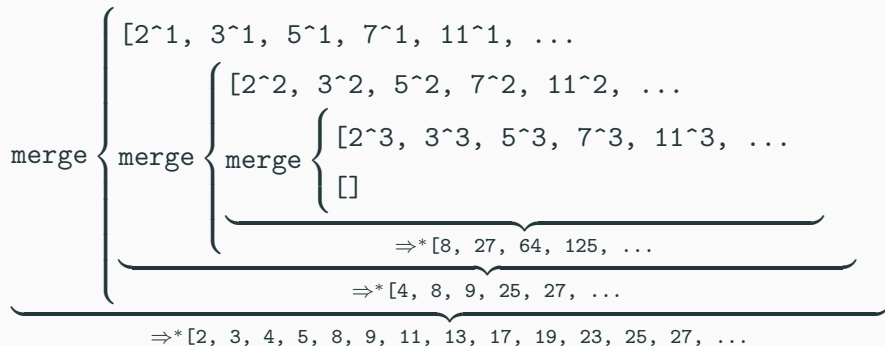 [2^1, 3^1, 5^1, 7^1, 11^1, ...
[2^2, 3^2, 5^2, 7^2, 11^2, ...
[2^3, 3^3, 5^3, 7^3, 11^3, ...
merge merge merge
[]
⇒*[8, 27, 64, 125, ...
⇒*[4, 8, 9, 25, 27, ...
⇒*[2, 3, 4, 5, 8, 9, 11, 13, 17, 19, 23, 25, 27, ...